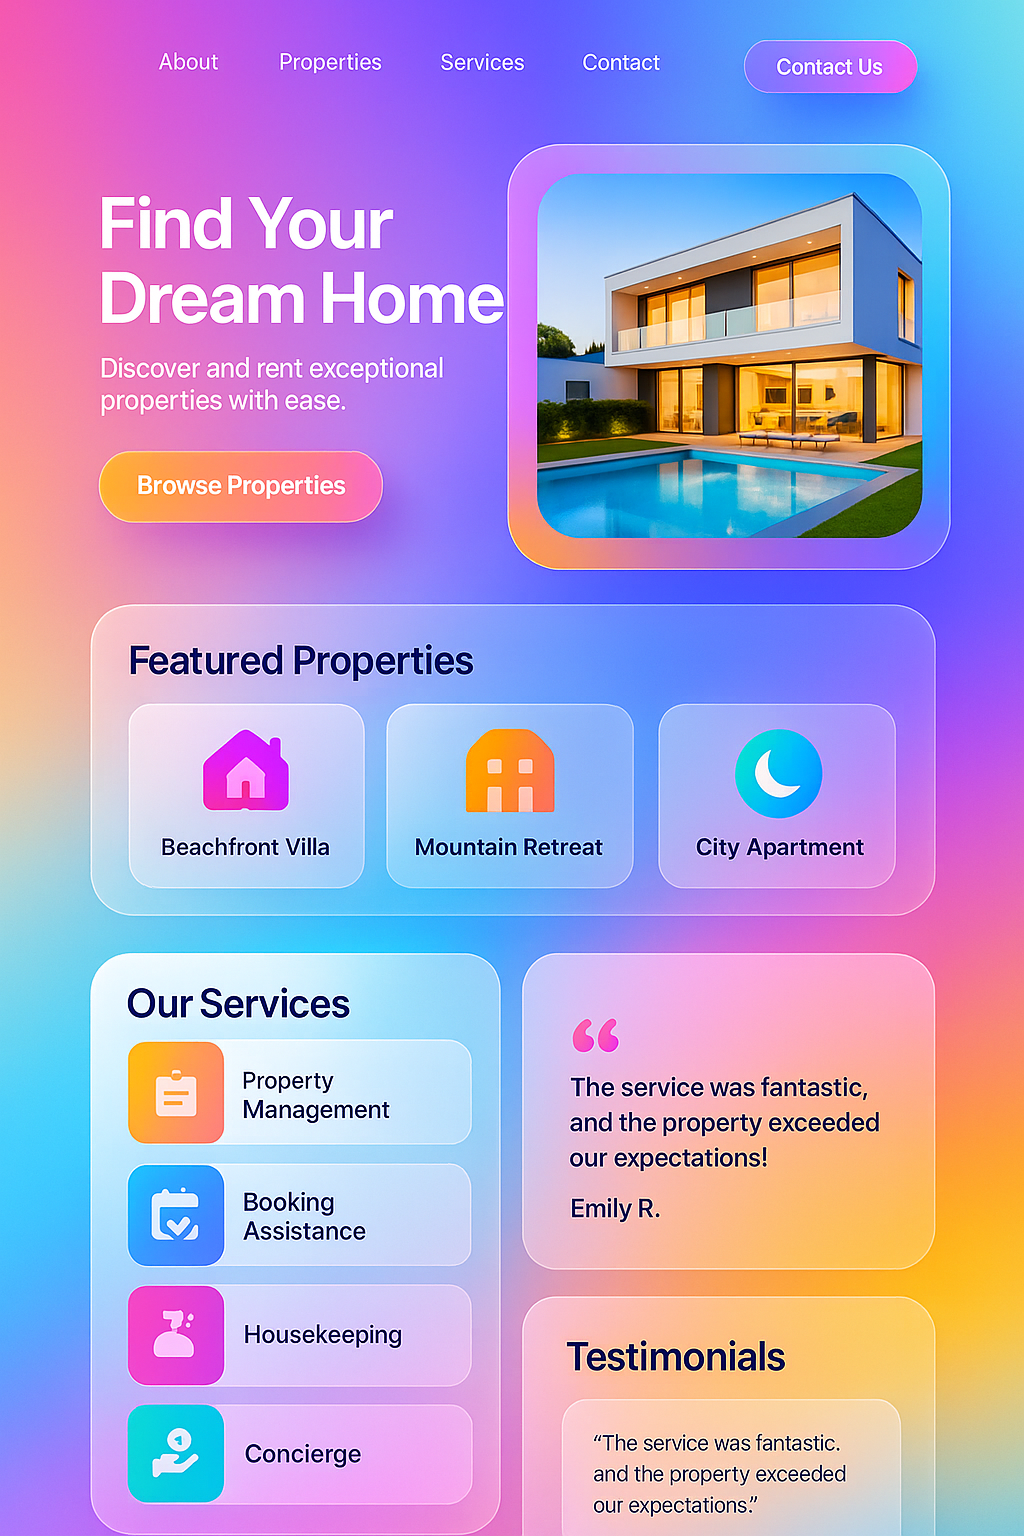 About
Properties
Services
Contact
Contact Us
Find Your
Dream Home
Discover and rent exceptional
properties with ease.
Browse Properties
Featured Properties
Beachfront Villa
Mountain Retreat
City Apartment
Our Services
Property
Management
Booking
Assistance
Housekeeping
Concierge
“
The service was fantastic,
and the property exceeded
our expectations!
Emily R.
Testimonials
“The service was fantastic.
and the property exceeded
our expectations.”